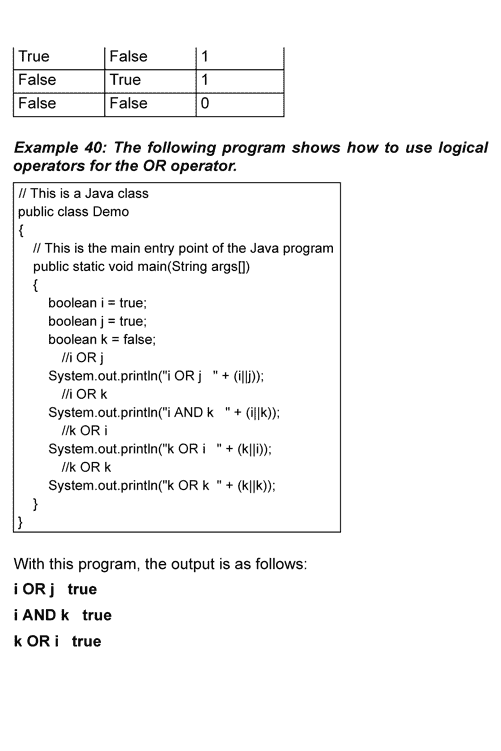 True False 1
False True 1
False False 0
Example 40: The following program shows how to use logical
operators for the OR operator.
// This is a Java class
public class Demo
{
// This is the main entry point of the Java program
public static void main(String args[])
{
boolean i = true;
boolean j = true;
boolean k = false;
//i OR j
System.out.println("i OR j   " + (i||j));
//i OR k
System.out.println("i AND k   " + (i||k));
//k OR i
System.out.println("k OR i   " + (k||i));
//k OR k
System.out.println("k OR k  " + (k||k));
}
}
With this program, the output is as follows:
i OR j   true
i AND k   true
k OR i   true